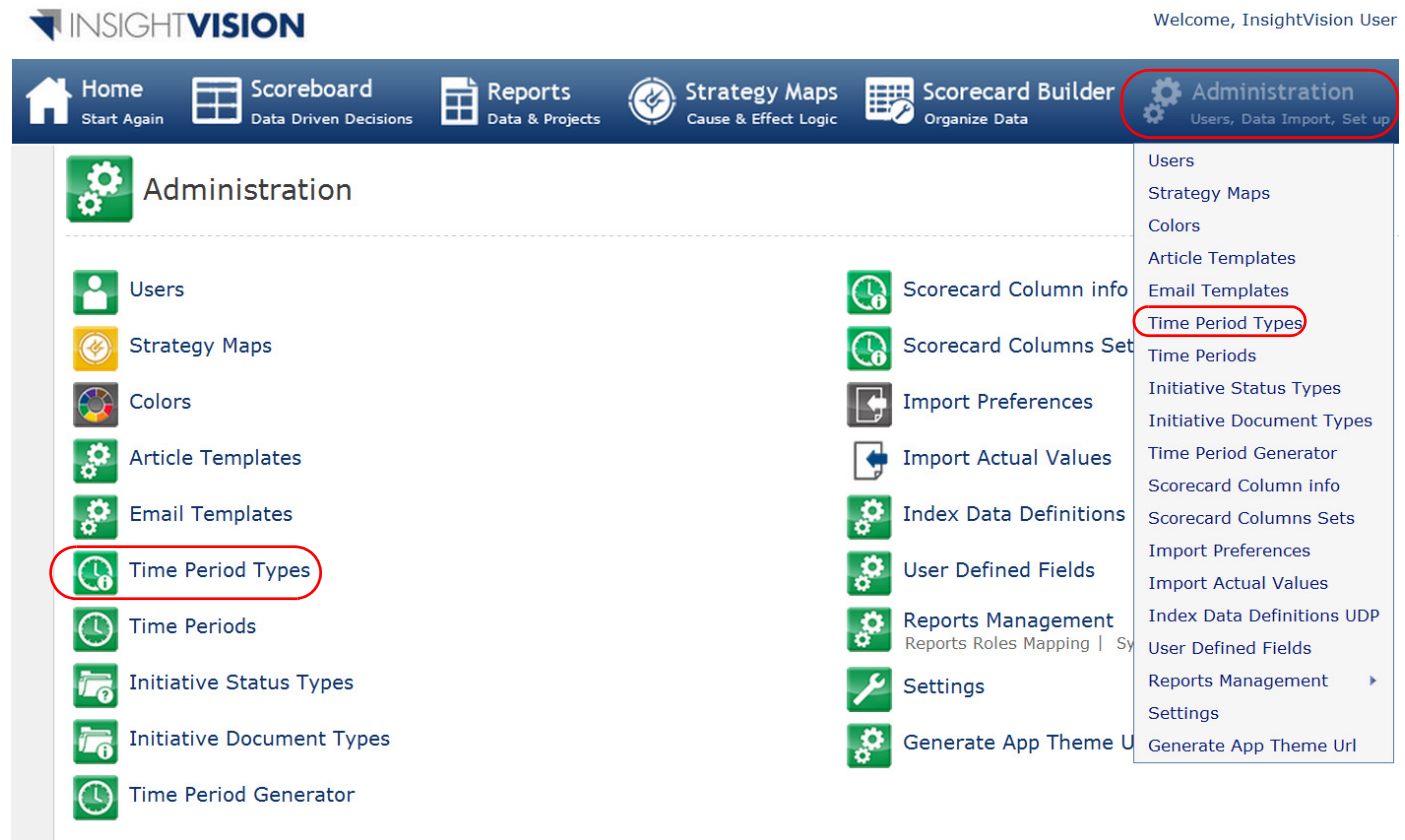 INSIGHTVISION
Welcome, InsightVision User
Home
Start Again
Scoreboard
Data Driven Decisions
Reports
Data & Projects
Strategy Maps
Cause & Effect Logic
Scorecard Builder
Organize Data
Administration
Users, Data Import, Set up
Administration
Users
Strategy Maps
Colors
Article Templates
Email Templates
Time Period Types
Time Periods
Initiative Status Types
Initiative Document Types
Time Period Generator
Scorecard Column info
Scorecard Columns Set
Import Preferences
Import Actual Values
Index Data Definitions
User Defined Fields
Reports Management
Reports Roles Mapping | Sy
Settings
Generate App Theme U
Users
Strategy Maps
Colors
Article Templates
Email Templates
Time Period Types
Time Periods
Initiative Status Types
Initiative Document Types
Time Period Generator
Scorecard Column info
Scorecard Columns Sets
Import Preferences
Import Actual Values
Index Data Definitions UDP
User Defined Fields
Reports Management
Settings
Generate App Theme Url